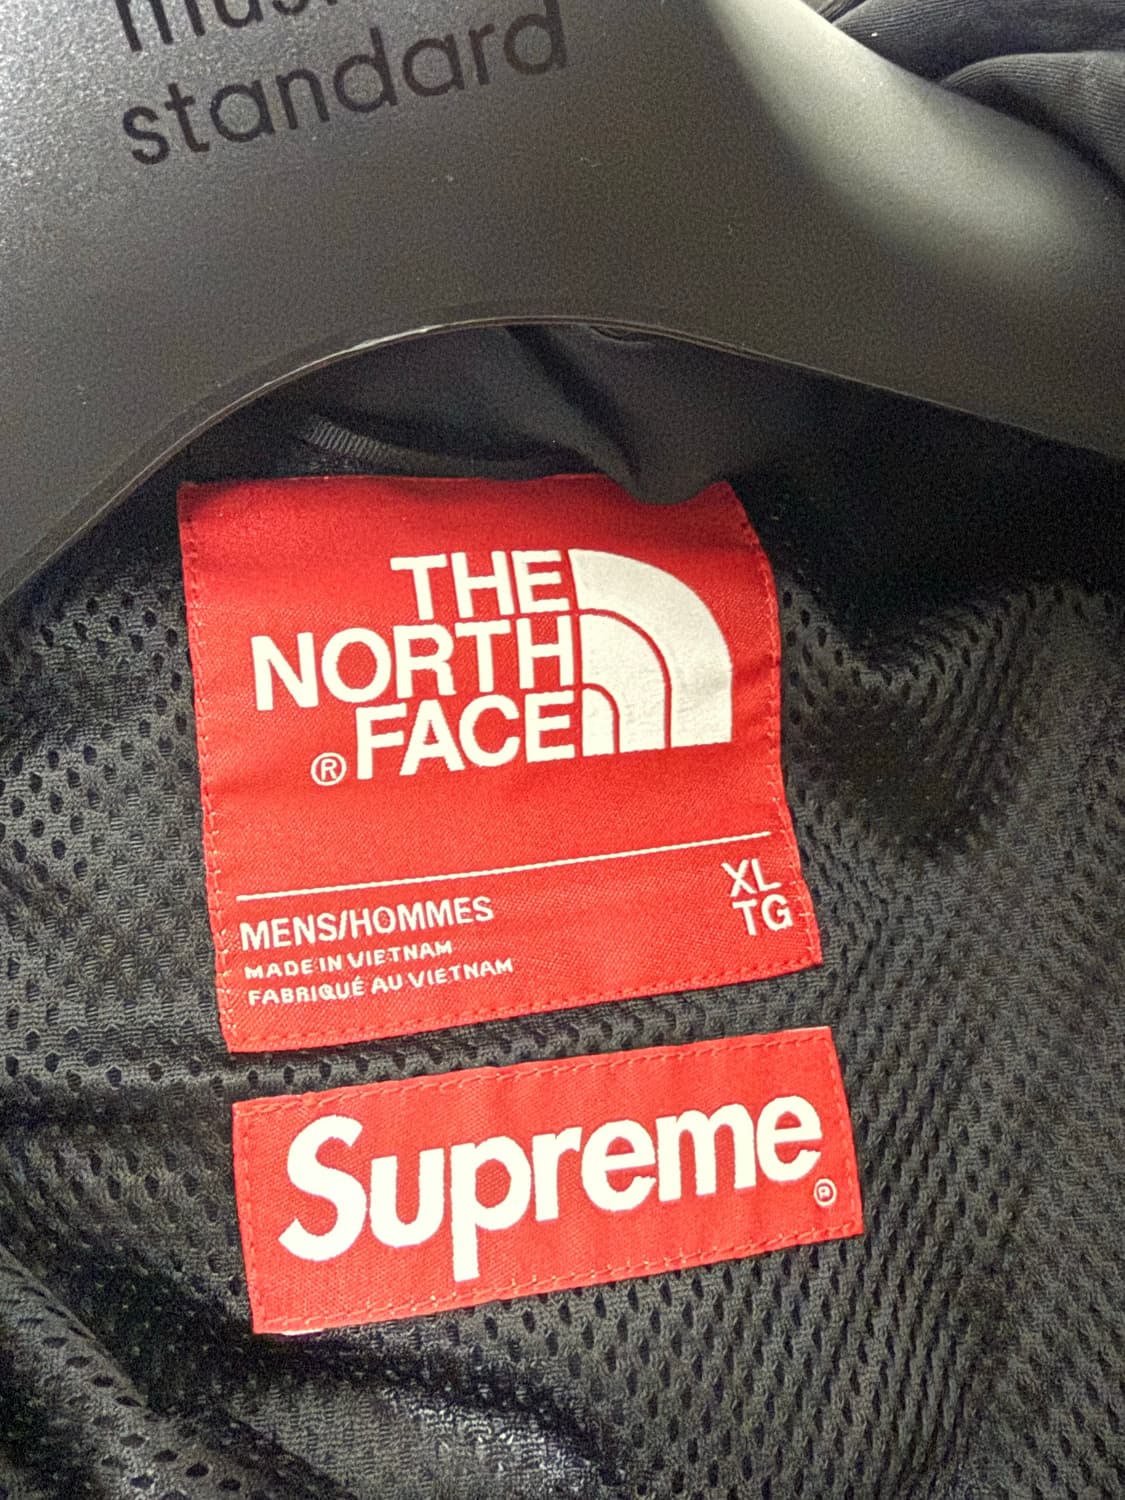 standard
THE
NORTH
FACE
®
MENS/HOMMES
MADE IN VIETNAM
FABRIQUÉ AU VIETNAM
XL
TG
Supreme
®